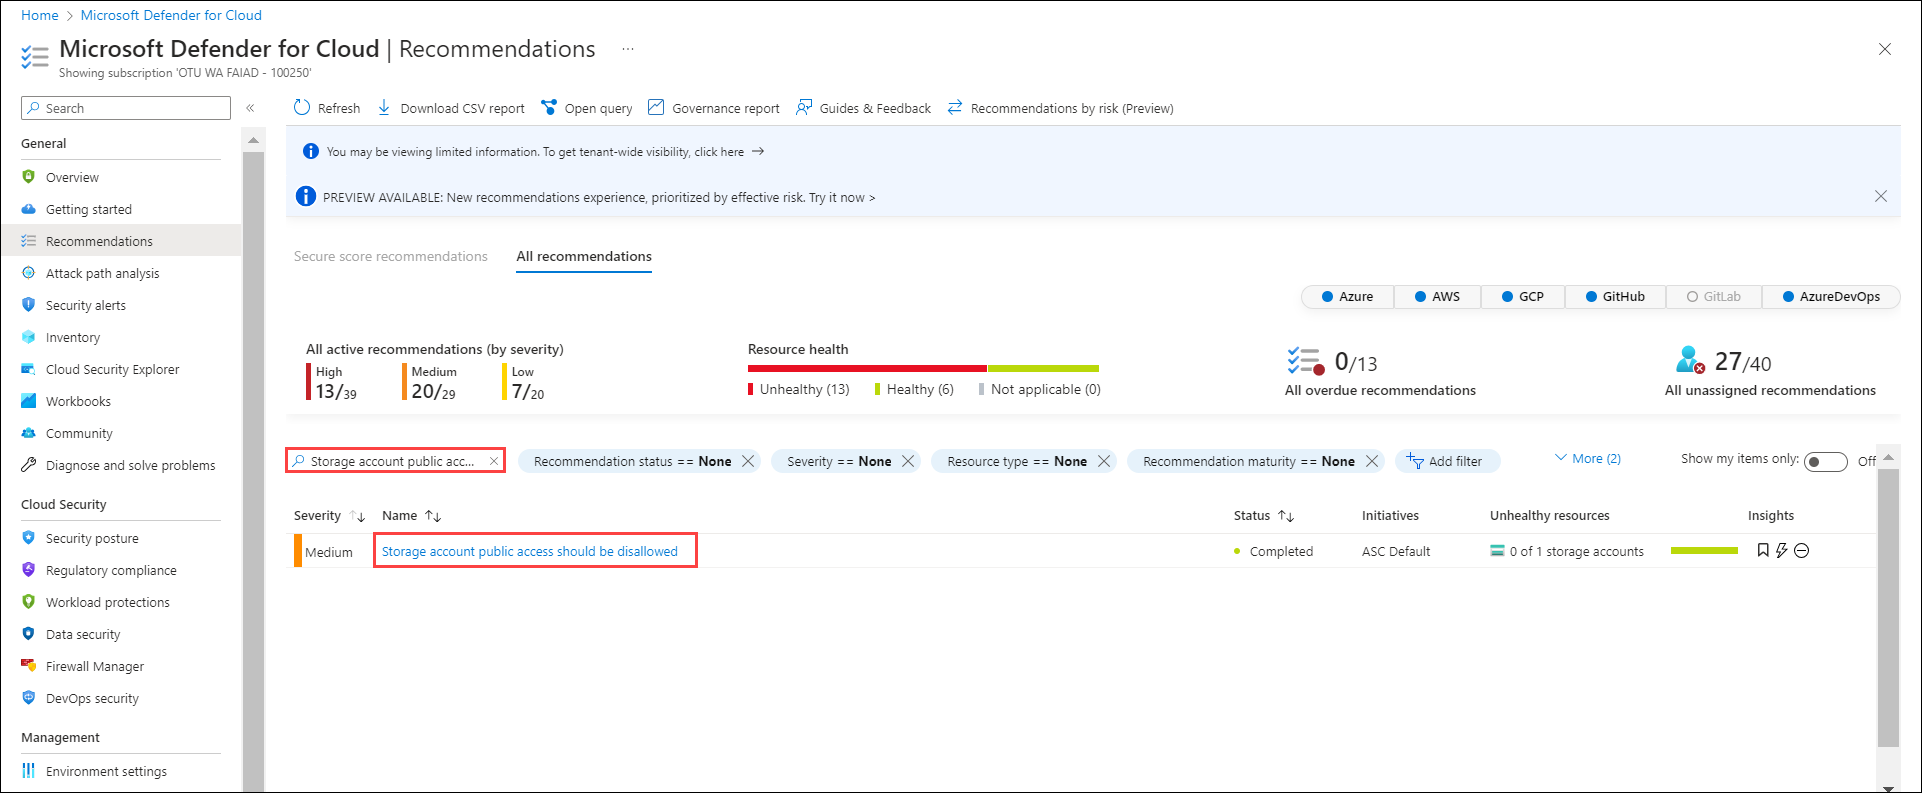 Home > Microsoft Defender for Cloud
Microsoft Defender for Cloud | Recommendations ...
Showing subscription 'OTU WA FAIAD - 100250'
Search
«
General
Overview
Getting started
Recommendations
Attack path analysis
Security alerts
Inventory
Cloud Security Explorer
Workbooks
Community
Diagnose and solve problems
Cloud Security
Security posture
Regulatory compliance
Workload protections
Data security
Firewall Manager
DevOps security
Management
Environment settings
Refresh Download CSV report Open query Governance report Guides & Feedback Recommendations by risk (Preview)
You may be viewing limited information. To get tenant-wide visibility, click here →
PREVIEW AVAILABLE: New recommendations experience, prioritized by effective risk. Try it now >
Secure score recommendations All recommendations
Azure AWS GCP GitHub GitLab AzureDevOps
All active recommendations (by severity)
High Medium Low
13/39 20/29 7/20
Resource health
Unhealthy (13) Healthy (6) Not applicable (0)
0/13
All overdue recommendations
27/40
All unassigned recommendations
Storage account public acc... Recommendation status == None Severity == None Resource type == None Recommendation maturity == None Add filter More (2) Show my items only: Off
Severity ↑↓ Name ↑↓ Status ↑↓ Initiatives Unhealthy resources Insights
Medium Storage account public access should be disallowed Completed ASC Default 0 of 1 storage accounts